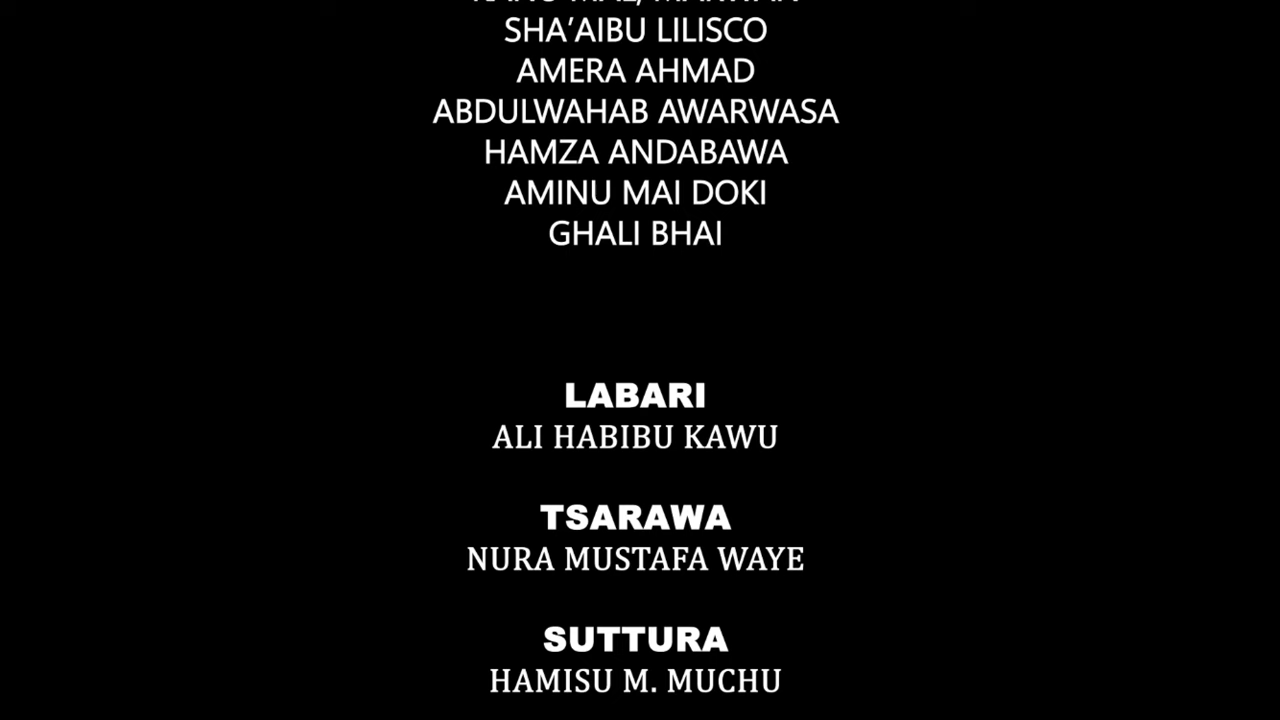 SHA’AIBU LILISCO
AMERA AHMAD
ABDULWAHAB AWARWASA
HAMZA ANDABAWA
AMINU MAI DOKI
GHALI BHAI
LABARI
ALI HABIBU KAWU
TSARAWA
NURA MUSTAFA WAYE
SUTTURA
HAMISU M. MUCHU